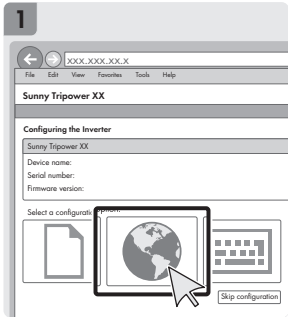 1
XXX.XXX.XX.X
File Edit View Favorites Tools Help
Sunny Tripower XX
Configuring the Inverter
Sunny Tripower XX
Device name:
Serial number:
Firmware version:
Select a configuration option:
Skip configuration